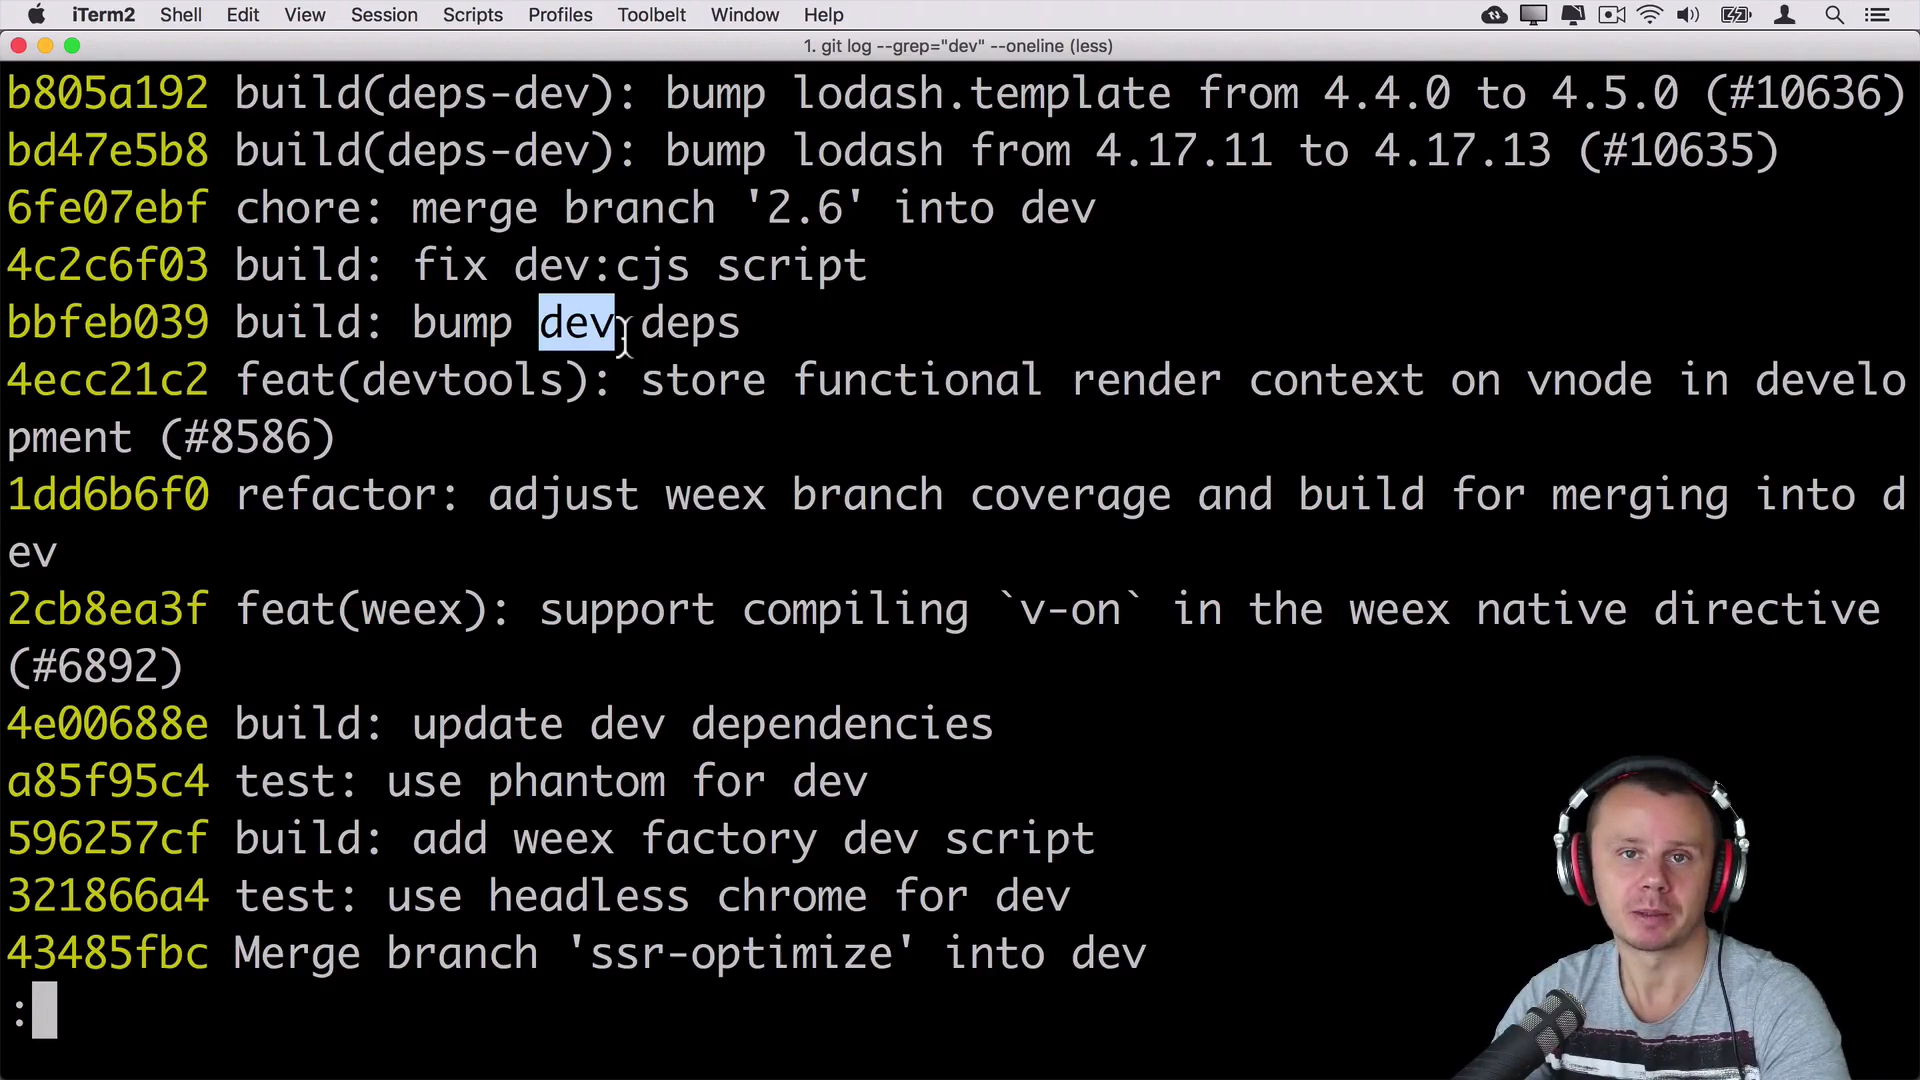 iTerm2 Shell Edit View Session Scripts Profiles Toolbelt Window Help
1. git log --grep="dev" --oneline (less)
b805a192 build(deps-dev): bump lodash.template from 4.4.0 to 4.5.0 (#10636)
bd47e5b8 build(deps-dev): bump lodash from 4.17.11 to 4.17.13 (#10635)
6fe07ebf chore: merge branch '2.6' into dev
4c2c6f03 build: fix dev:cjs script
bbfeb039 build: bump dev deps
4ecc21c2 feat(devtools): store functional render context on vnode in develo
pment (#8586)
1dd6b6f0 refactor: adjust weex branch coverage and build for merging into d
ev
2cb8ea3f feat(weex): support compiling `v-on` in the weex native directive
(#6892)
4e00688e build: update dev dependencies
a85f95c4 test: use phantom for dev
596257cf build: add weex factory dev script
321866a4 test: use headless chrome for dev
43485fbc Merge branch 'ssr-optimize' into dev
: